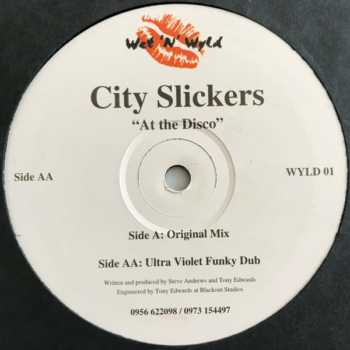 Wet 'N' Wyld
City Slickers
"At the Disco"
Side AA
WYLD 01
Side A: Original Mix
Side AA: Ultra Violet Funky Dub
Written and produced by Steve Andrews and Tony Edwards
Engineered by Tony Edwards at Blackout Studios
0956 622098 / 0973 154497